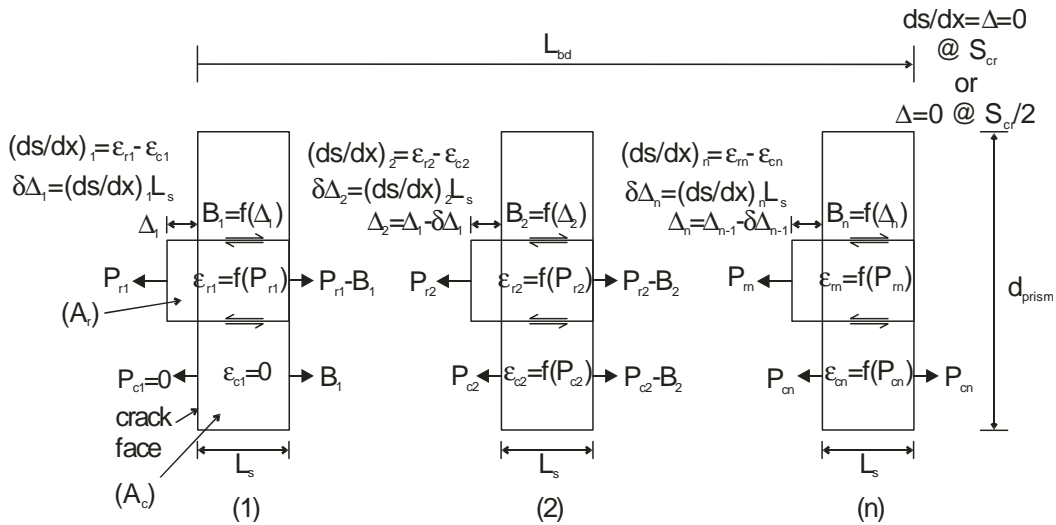 ds/dx=Δ=0
@ S_cr
or
Δ=0 @ S_cr/2
L_bd
(ds/dx)_1=ε_r1-ε_c1
δΔ_1=(ds/dx)_1L_s
Δ_1
B_1=f(Δ_1)
P_r1
ε_r1=f(P_r1)
P_r1-B_1
(A_r)
P_c1=0
ε_c1=0
B_1
crack
face
(A_c)
L_s
(1)
(ds/dx)_2=ε_r2-ε_c2
δΔ_2=(ds/dx)_2L_s
Δ_2=Δ_1-δΔ_1
B_2=f(Δ_2)
P_r2
ε_r2=f(P_r2)
P_r2-B_2
P_c2
ε_c2=f(P_c2)
P_c2-B_2
L_s
(2)
(ds/dx)_n=ε_rn-ε_cn
δΔ_n=(ds/dx)_nL_s
Δ_n=Δ_n-1-δΔ_n-1
B_n=f(Δ_n)
P_rn
ε_rn=f(P_rn)
P_cn
ε_cn=f(P_cn)
P_cn
L_s
(n)
d_prism